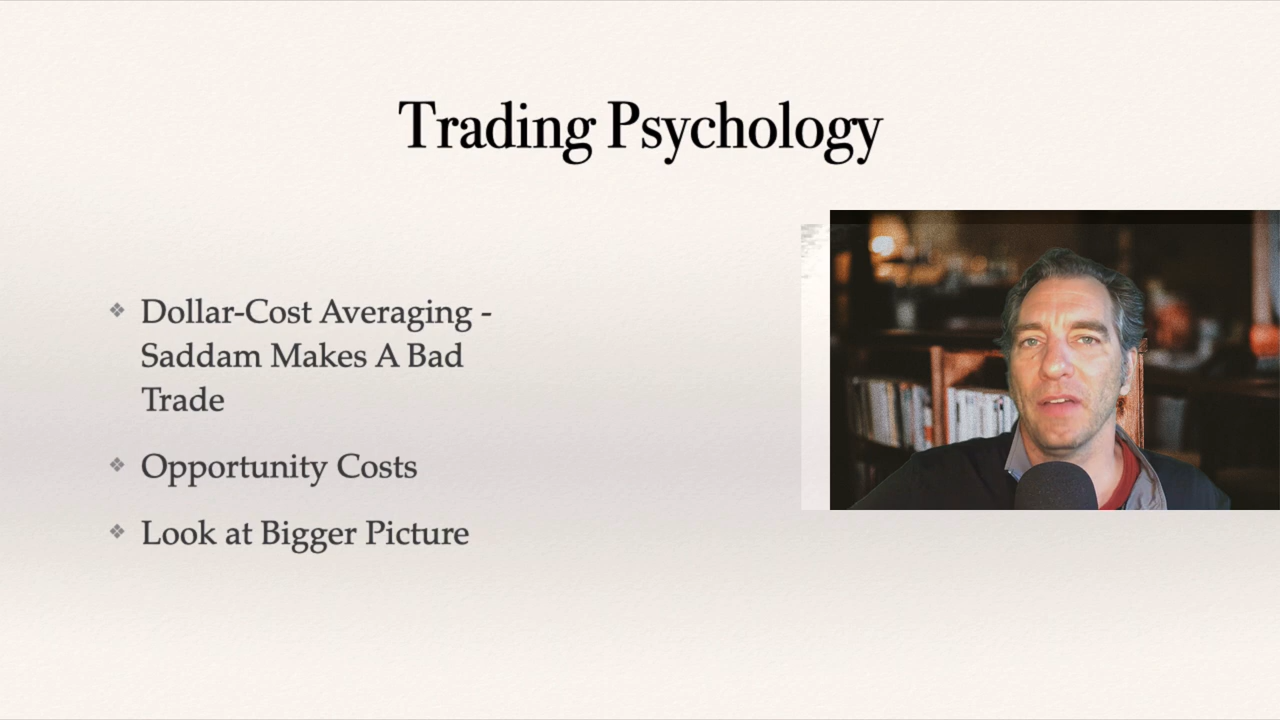 Trading Psychology
Dollar-Cost Averaging -
Saddam Makes A Bad
Trade
Opportunity Costs
Look at Bigger Picture